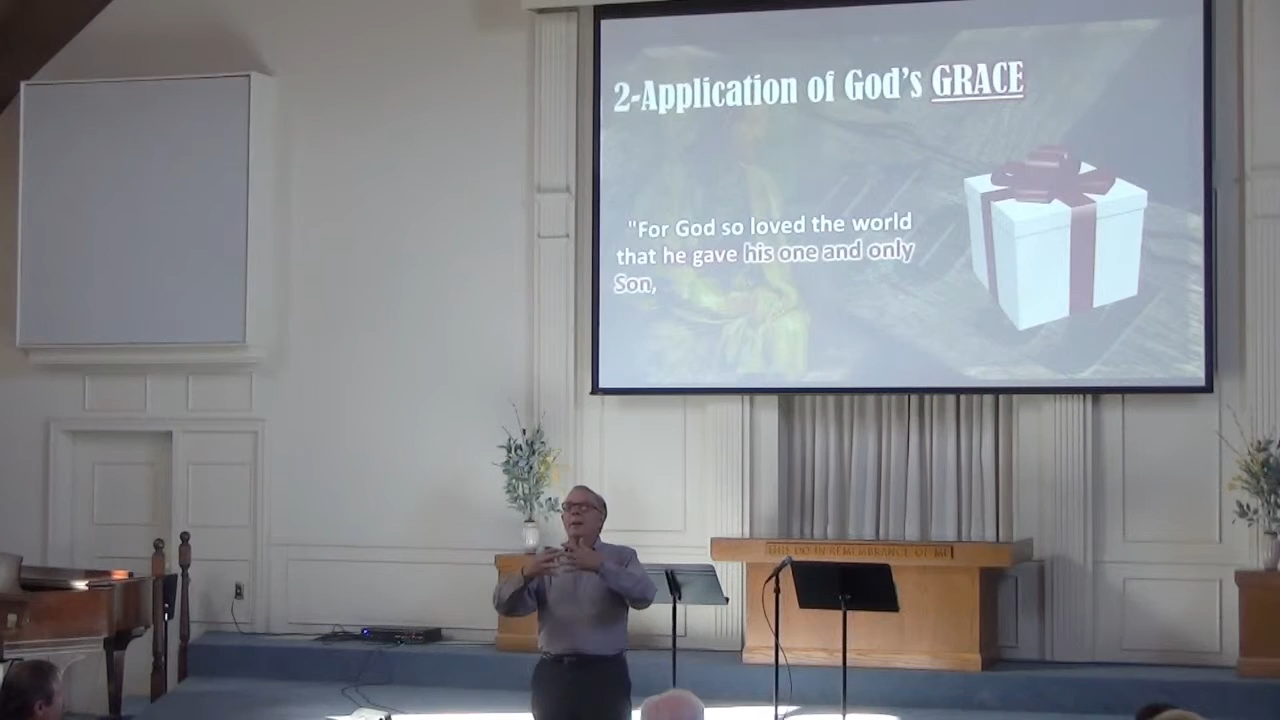 2-Application of God's GRACE
"For God so loved the world
that he gave his one and only
Son,
THIS DO IN REMEMBRANCE OF ME